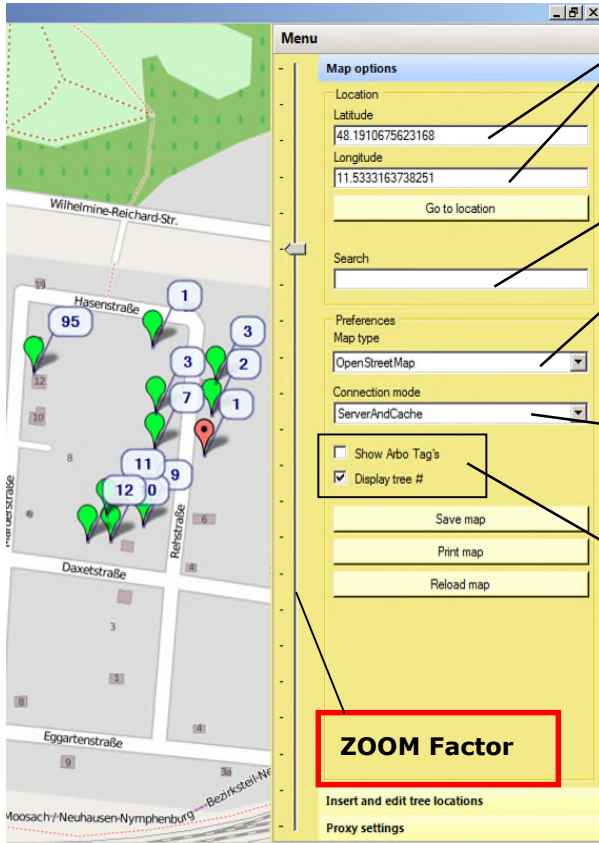 Menu
Map options
Location
Latitude
48.1910675623168
Longitude
11.5333163738251
Go to location
Search
Preferences
Map type
OpenStreetMap
Connection mode
ServerAndCache
Show Arbo Tag's
Display tree #
Save map
Print map
Reload map
ZOOM Factor
Insert and edit tree locations
Proxy settings
Wilhelmine-Reichard-Str.
19
Hasenstraße
1
95
3
3
2
12
7
1
10
8
11
9
12
0
6
Rehstraße
Marderstraße
4
Daxetstraße
3
1
8
4
Eggartenstraße
9
3a
Moosach
Neuhausen-Nymphenburg